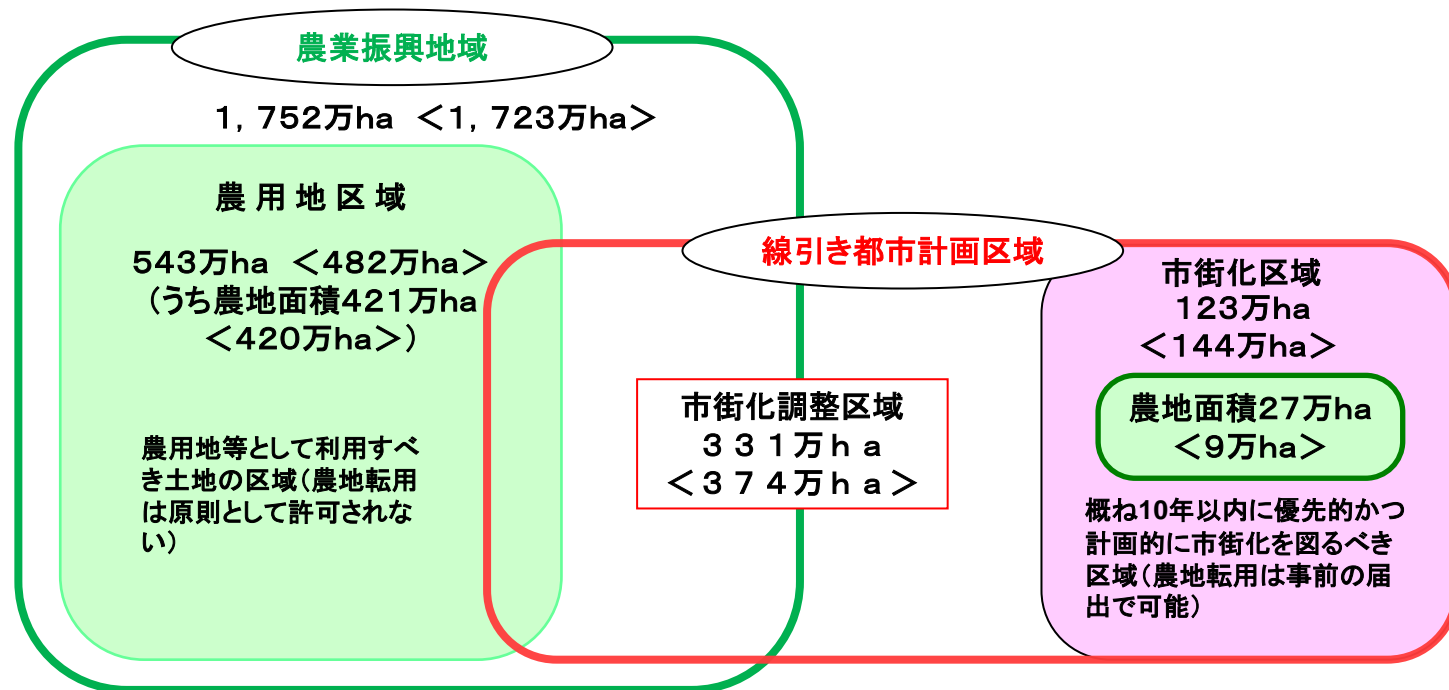 農業振興地域
1,752万ha <1,723万ha>
農用地区域
543万ha <482万ha>
(うち農地面積421万ha
<420万ha>)
農用地等として利用すべ
き土地の区域(農地転用
は原則として許可されな
い)
線引き都市計画区域
市街化調整区域
331万ha
<374万ha>
市街化区域
123万ha
<144万ha>
農地面積27万ha
<9万ha>
概ね10年以内に優先的かつ
計画的に市街化を図るべき
区域(農地転用は事前の届
出で可能)